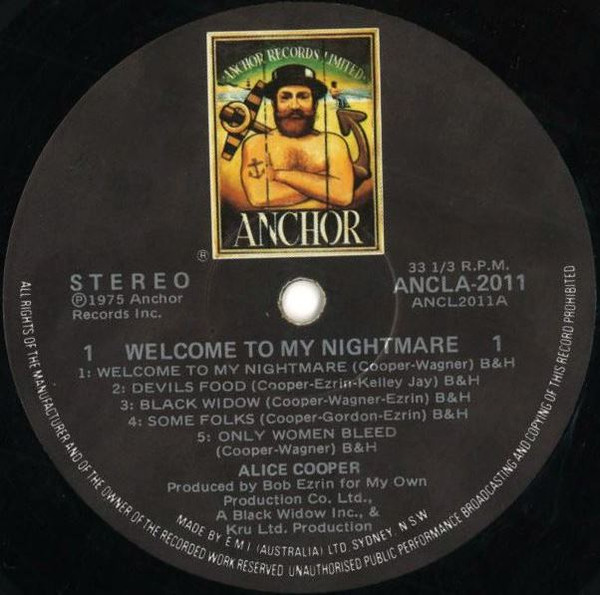 ANCHOR RECORDS LIMITED
ANCHOR
®
STEREO
℗1975 Anchor
Records Inc.
33 1/3 R.P.M.
ANCLA-2011
ANCL2011A
1 WELCOME TO MY NIGHTMARE 1
1: WELCOME TO MY NIGHTMARE (Cooper-Wagner) B&H
2: DEVILS FOOD (Cooper-Ezrin-Kelley Jay) B&H
3: BLACK WIDOW (Cooper-Wagner-Ezrin) B&H
4: SOME FOLKS (Cooper-Gordon-Ezrin) B&H
5: ONLY WOMEN BLEED
(Cooper-Wagner) B&H
ALICE COOPER
Produced by Bob Ezrin for My Own
Production Co. Ltd.,
A Black Widow Inc., &
Kru Ltd. Production
MADE BY E M I (AUSTRALIA) LTD. SYDNEY. N.S.W.
ALL RIGHTS OF THE MANUFACTURER AND OF THE OWNER OF THE RECORDED WORK RESERVED UNAUTHORISED PUBLIC PERFORMANCE BROADCASTING AND COPYING OF THIS RECORD PROHIBITED